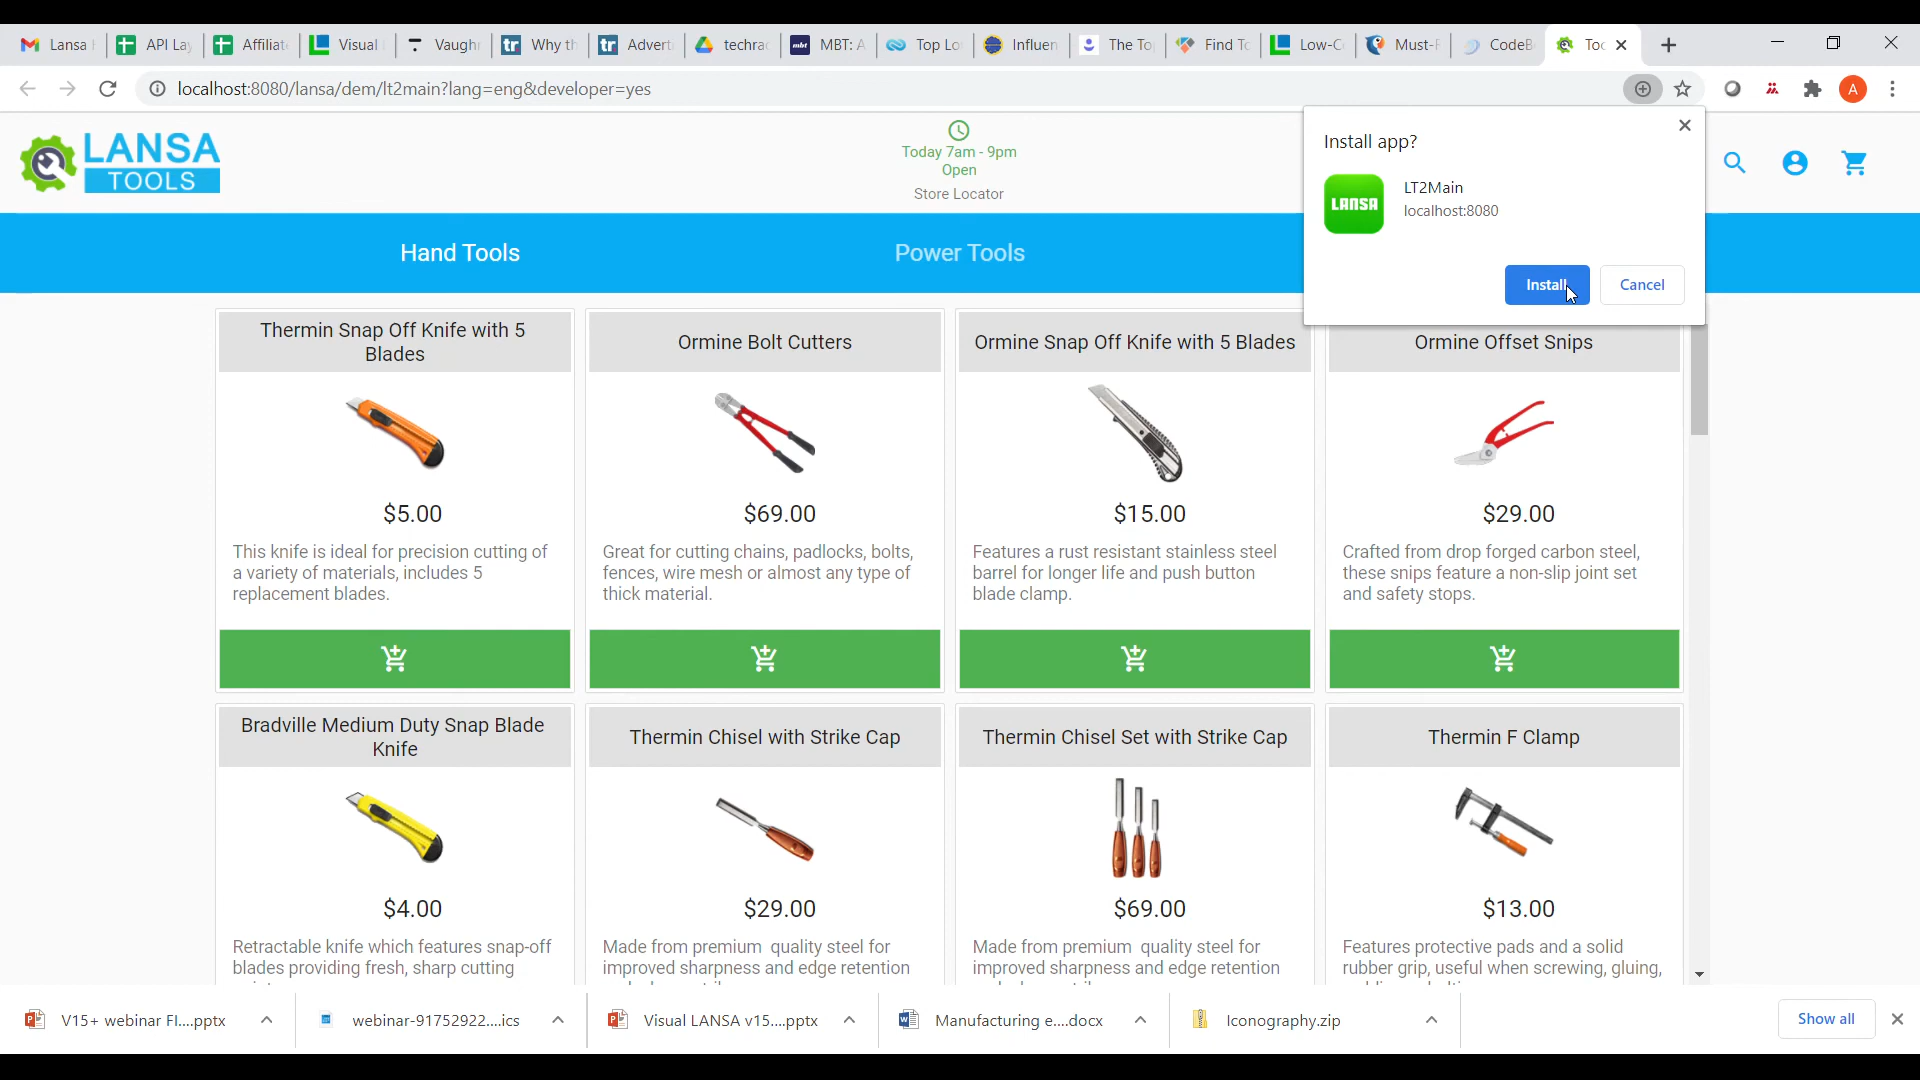 Lansa
API La
Affiliat
Visual
Vaugh
Why th
Advert
techra
mbt
MBT: A
Top Lo
Influen
The To
Find To
Low-C
Must-F
CodeB
Too
localhost:8080/lansa/dem/lt2main?lang=eng&developer=yes
A
LANSA
TOOLS
Today 7am - 9pm
Open
Store Locator
Install app?
LANSA
LT2Main
localhost:8080
Install
Cancel
Hand Tools
Power Tools
Thermin Snap Off Knife with 5
Blades
$5.00
This knife is ideal for precision cutting of
a variety of materials, includes 5
replacement blades.
Ormine Bolt Cutters
$69.00
Great for cutting chains, padlocks, bolts,
fences, wire mesh or almost any type of
thick material.
Ormine Snap Off Knife with 5 Blades
$15.00
Features a rust resistant stainless steel
barrel for longer life and push button
blade clamp.
Ormine Offset Snips
$29.00
Crafted from drop forged carbon steel,
these snips feature a non-slip joint set
and safety stops.
Bradville Medium Duty Snap Blade
Knife
$4.00
Retractable knife which features snap-off
blades providing fresh, sharp cutting
Thermin Chisel with Strike Cap
$29.00
Made from premium quality steel for
improved sharpness and edge retention
Thermin Chisel Set with Strike Cap
$69.00
Made from premium quality steel for
improved sharpness and edge retention
Thermin F Clamp
$13.00
Features protective pads and a solid
rubber grip, useful when screwing, gluing,
V15+ webinar FI....pptx
webinar-91752922....ics
Visual LANSA v15....pptx
Manufacturing e....docx
Iconography.zip
Show all